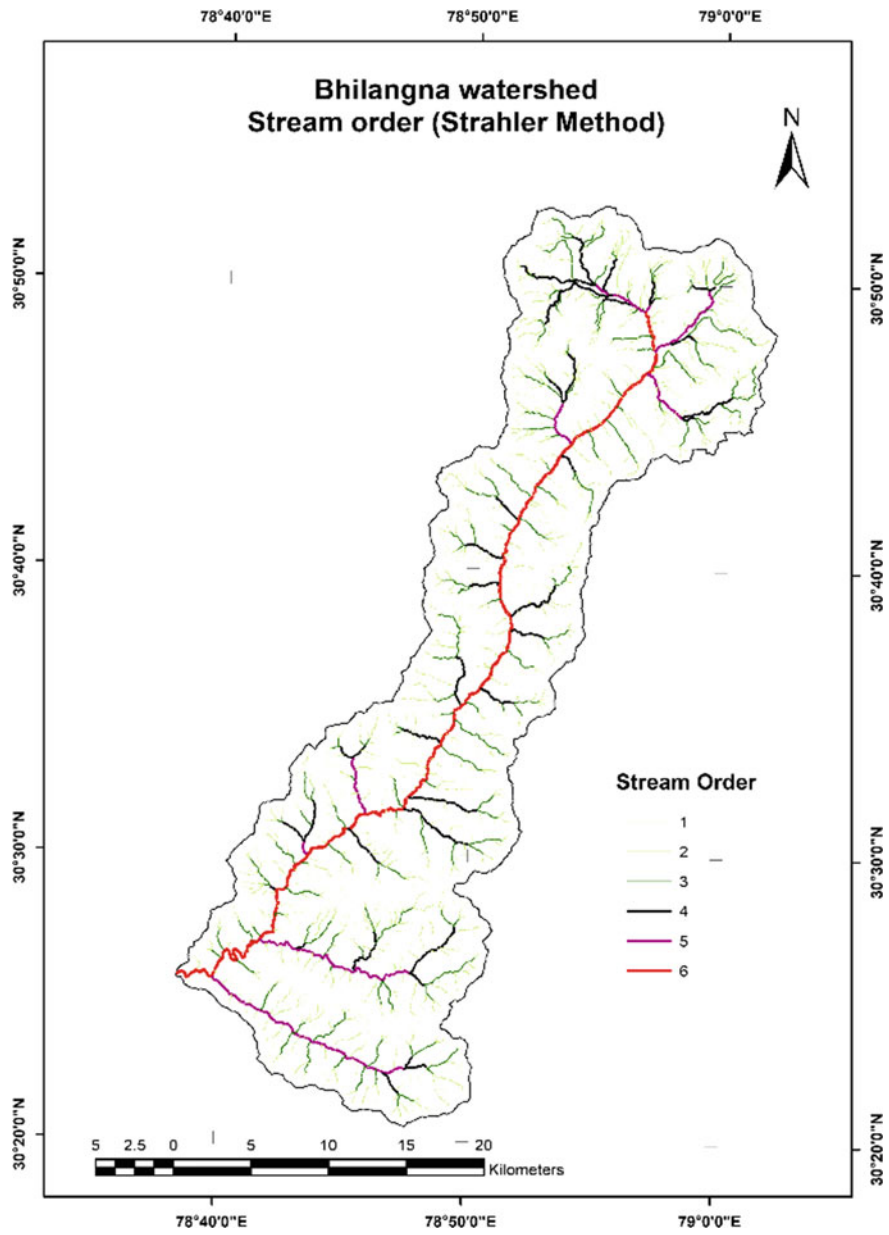 78°40'0"E 78°50'0"E 79°0'0"E
Bhilangna watershed
Stream order (Strahler Method)
N
30°50'0"N 30°50'0"N
30°40'0"N 30°40'0"N
Stream Order
1
2
30°30'0"N 30°30'0"N
3
4
5
6
30°20'0"N 30°20'0"N
5 2.5 0 5 10 15 20
Kilometers
78°40'0"E 78°50'0"E 79°0'0"E